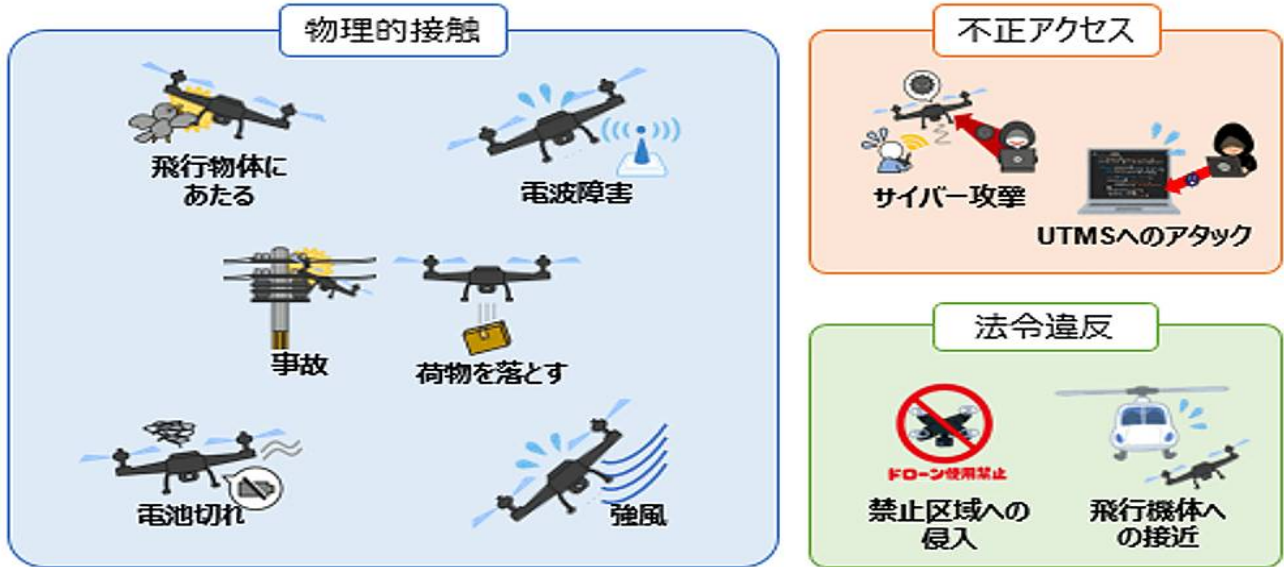 物理的接触
飛行物体に
あたる
電波障害
事故
荷物を落とす
電池切れ
強風
不正アクセス
サイバー攻撃
UTMSへのアタック
法令違反
ドローン使用禁止
禁止区域への
侵入
飛行機体へ
の接近